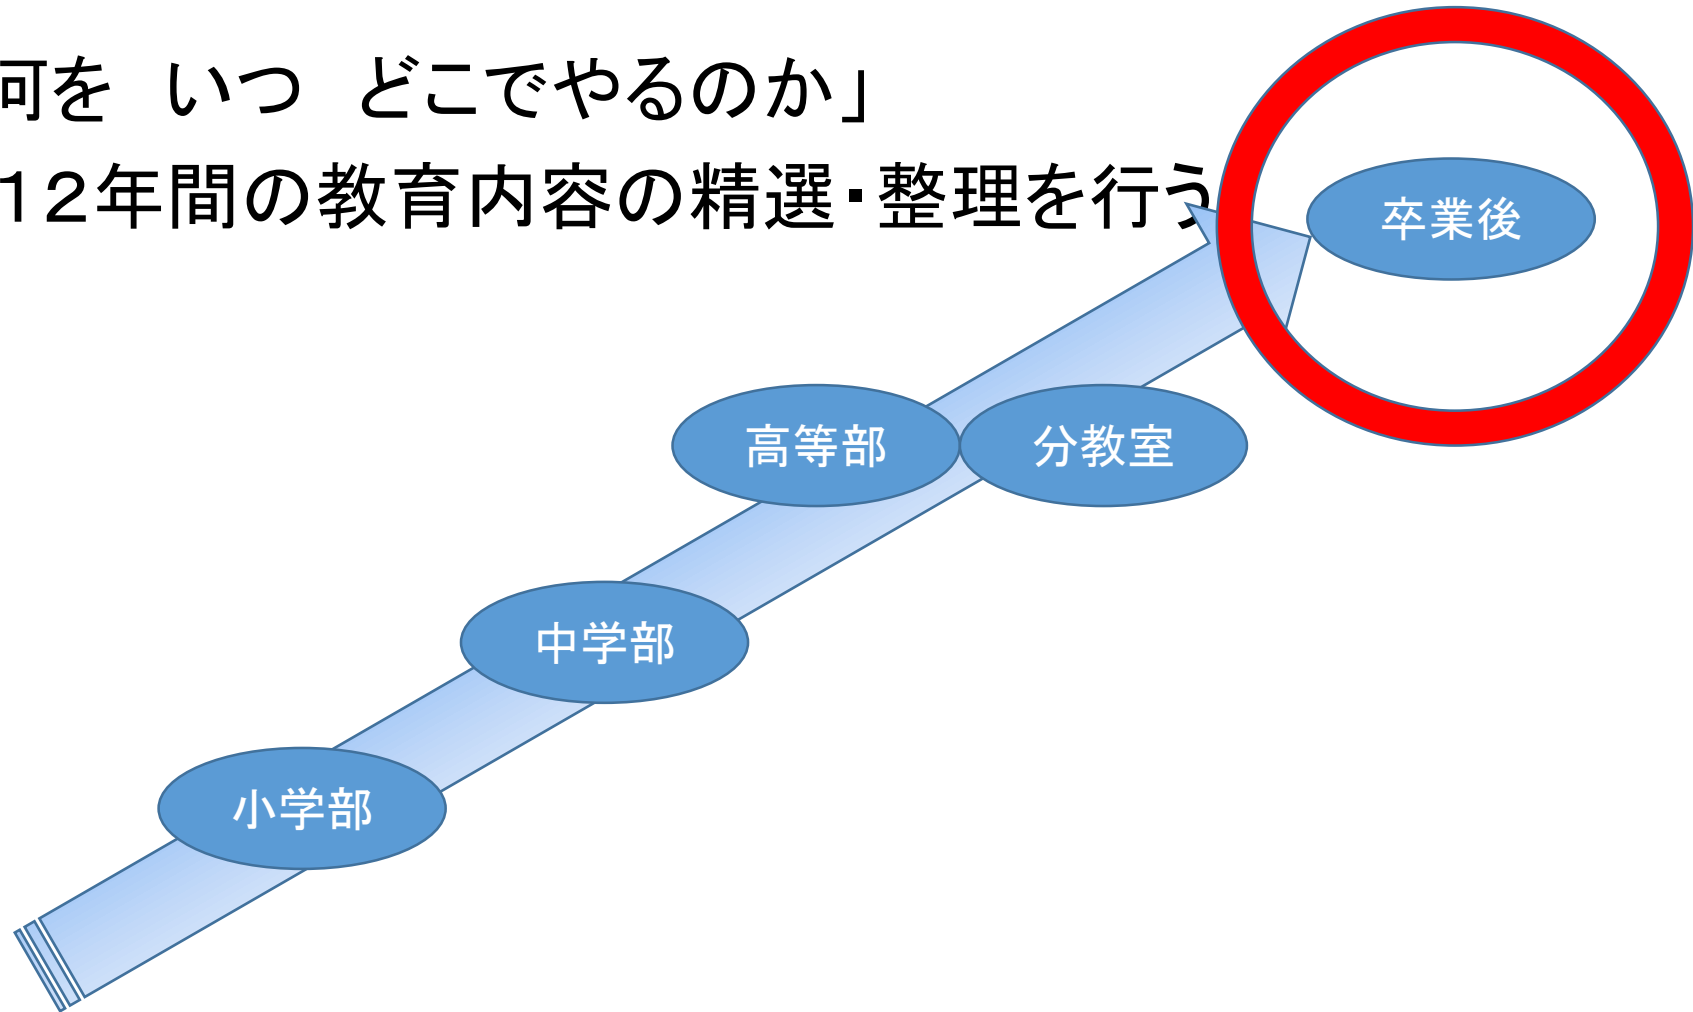 何を　いつ　どこでやるのか」
１２年間の教育内容の精選・整理を行う
卒業後
高等部
分教室
中学部
小学部